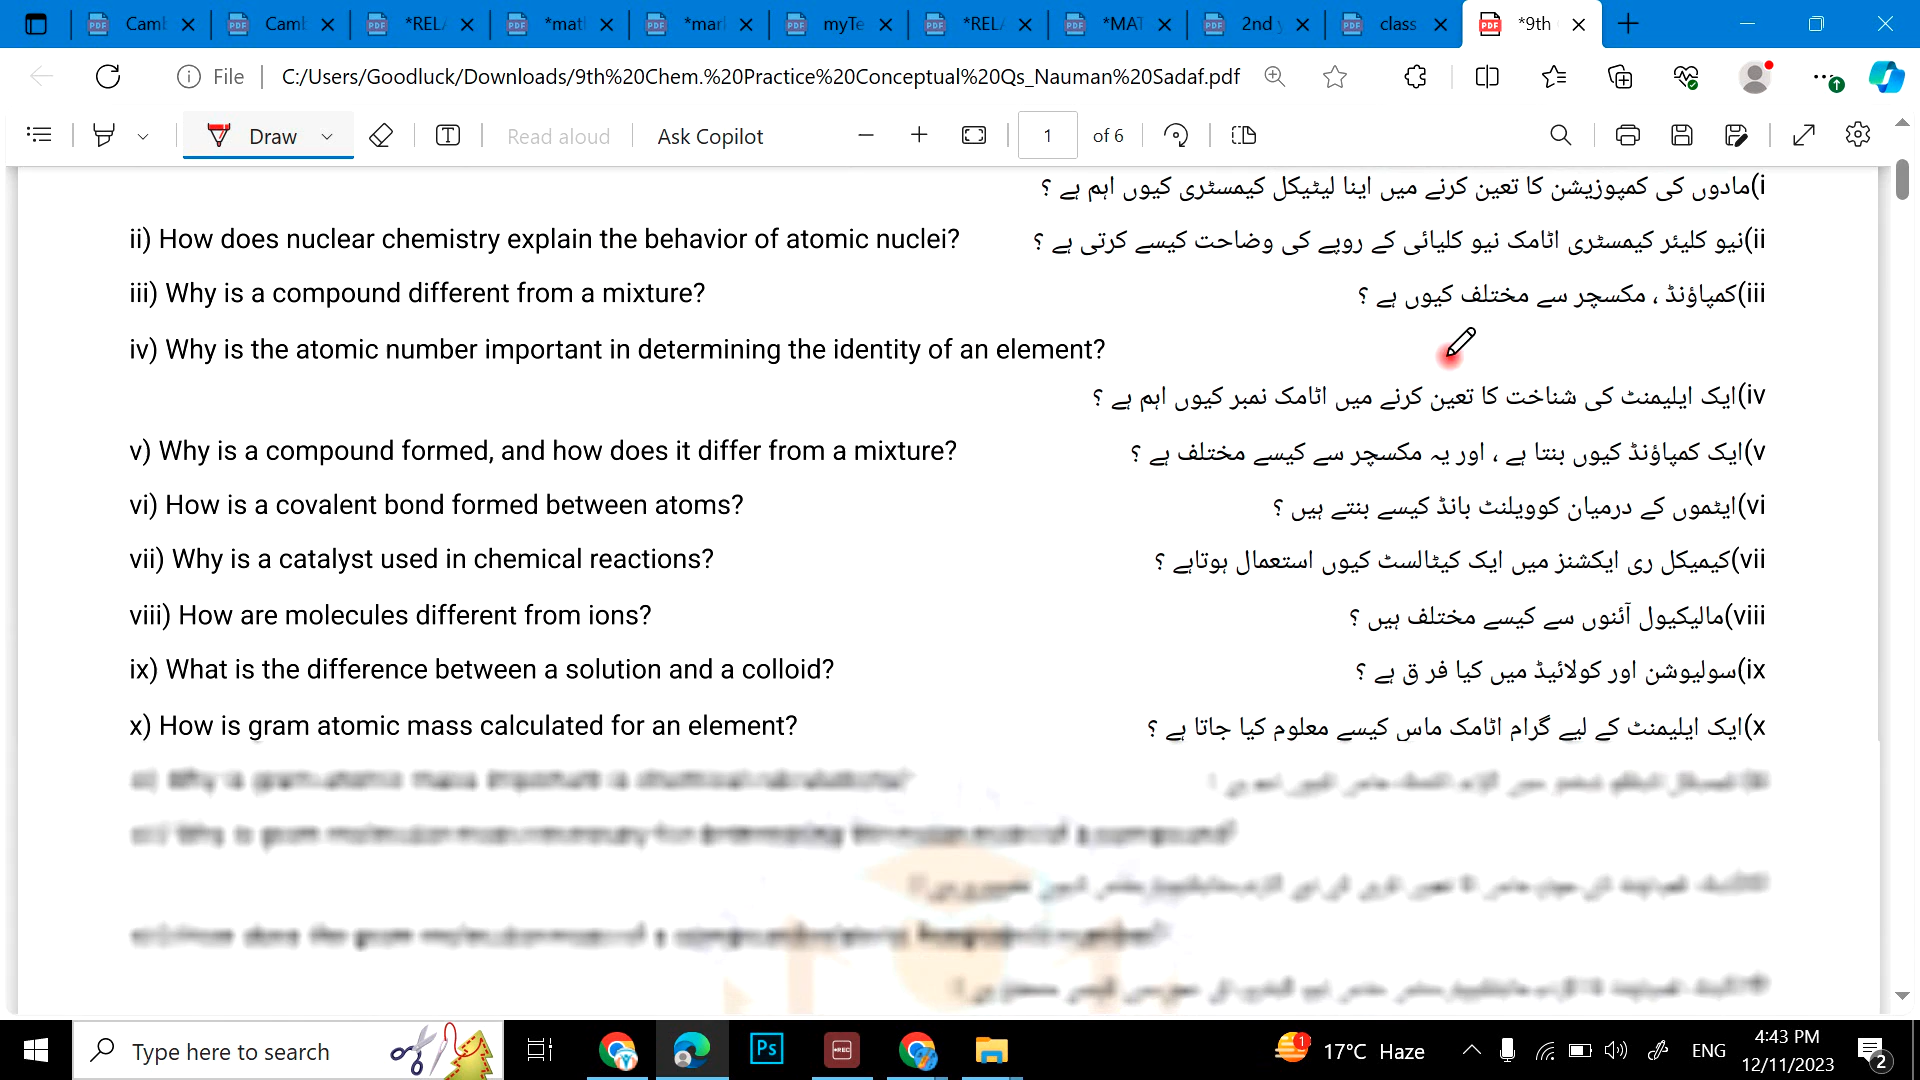 Camb
Camb
*REL
*mat
*mar
myTe
*REL
*MAT
2nd y
class
*9th
File
C:/Users/Goodluck/Downloads/9th%20Chem.%20Practice%20Conceptual%20Qs_Nauman%20Sadaf.pdf
Draw
Read aloud
Ask Copilot
1 of 6
i)مادوں کی کمپوزیشن کا تعین کرنے میں اینا لیٹیکل کیمسٹری کیوں اہم ہے ؟
ii) How does nuclear chemistry explain the behavior of atomic nuclei?
ii)نیو کلیئر کیمسٹری اٹامک نیو کلیائی کے رویے کی وضاحت کیسے کرتی ہے ؟
iii) Why is a compound different from a mixture?
iii)کمپاؤنڈ ، مکسچر سے مختلف کیوں ہے ؟
iv) Why is the atomic number important in determining the identity of an element?
iv)ایک ایلیمنٹ کی شناخت کا تعین کرنے میں اٹامک نمبر کیوں اہم ہے ؟
v) Why is a compound formed, and how does it differ from a mixture?
v)ایک کمپاؤنڈ کیوں بنتا ہے ، اور یہ مکسچر سے کیسے مختلف ہے ؟
vi) How is a covalent bond formed between atoms?
vi)ایٹموں کے درمیان کوویلنٹ بانڈ کیسے بنتے ہیں ؟
vii) Why is a catalyst used in chemical reactions?
vii)کیمیکل ری ایکشنز میں ایک کیٹالسٹ کیوں استعمال ہوتاہے ؟
viii) How are molecules different from ions?
viii)مالیکیول آئنوں سے کیسے مختلف ہیں ؟
ix) What is the difference between a solution and a colloid?
ix)سولیوشن اور کولائیڈ میں کیا فر ق ہے ؟
x) How is gram atomic mass calculated for an element?
x)ایک ایلیمنٹ کے لیے گرام اٹامک ماس کیسے معلوم کیا جاتا ہے ؟
Type here to search
Ps
REC
1
17°C Haze
ENG
4:43 PM
12/11/2023
2